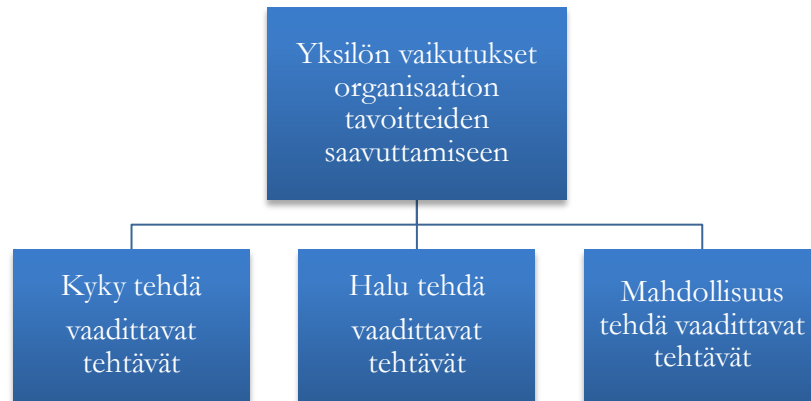 Yksilön vaikutukset
organisaation
tavoitteiden
saavuttamiseen
Kyky tehdä
vaadittavat
tehtävät
Halu tehdä
vaadittavat
tehtävät
Mahdollisuus
tehdä vaadittavat
tehtävät